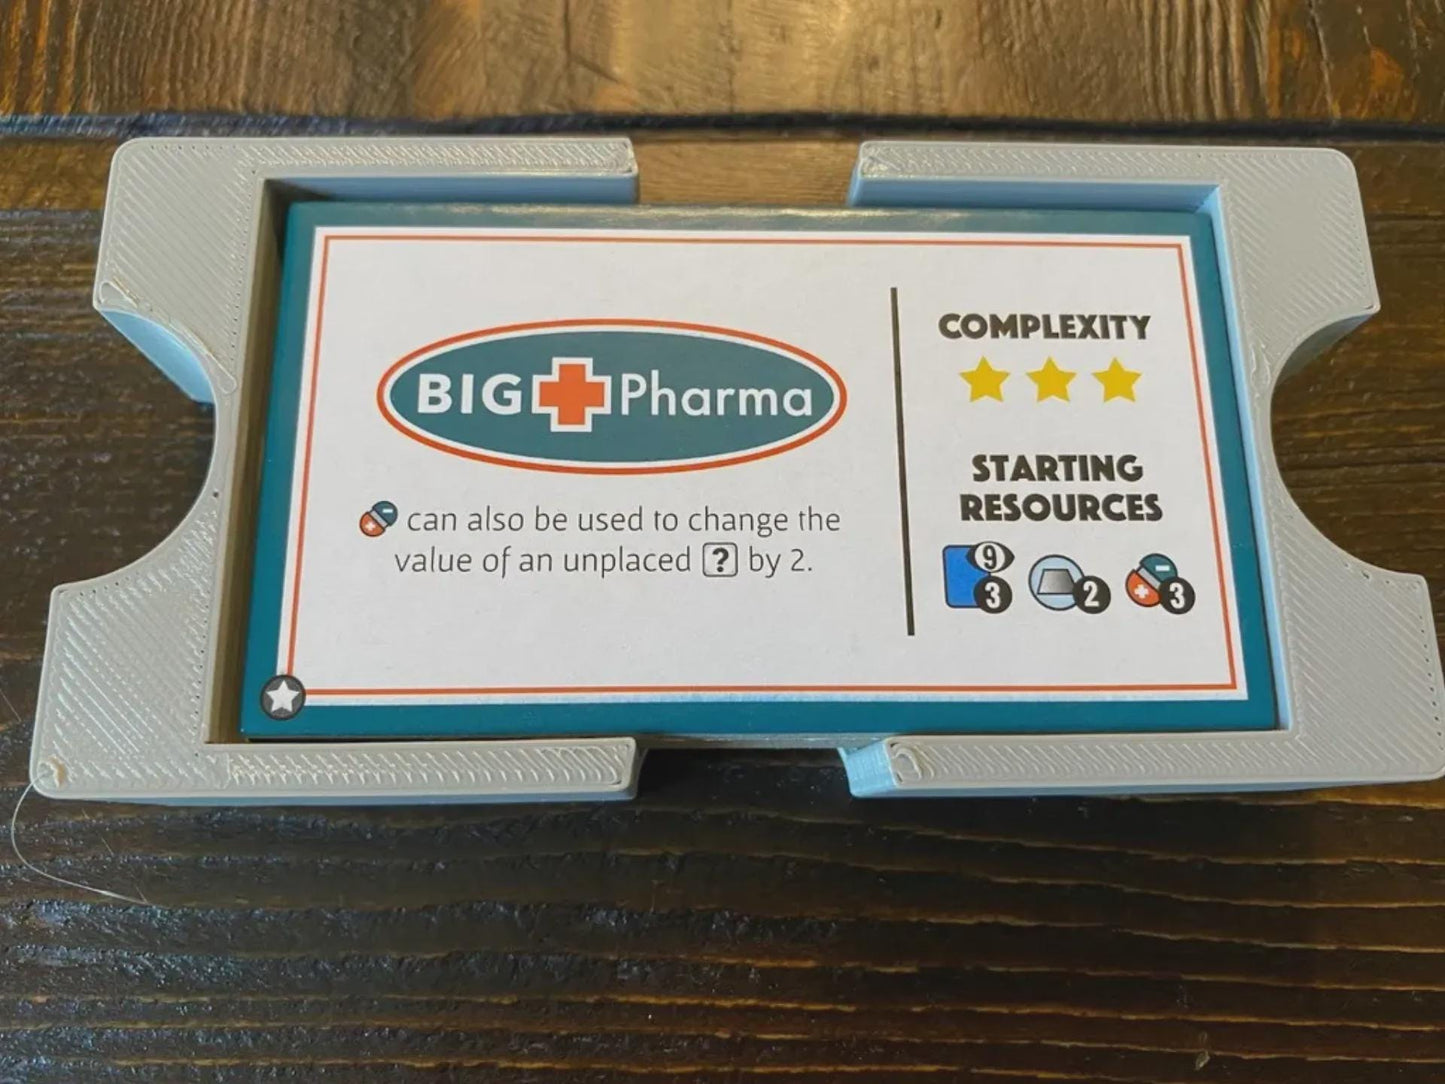 BIG Pharma
can also be used to change the
value of an unplaced ? by 2.
COMPLEXITY
STARTING
RESOURCES
9
3 2 3